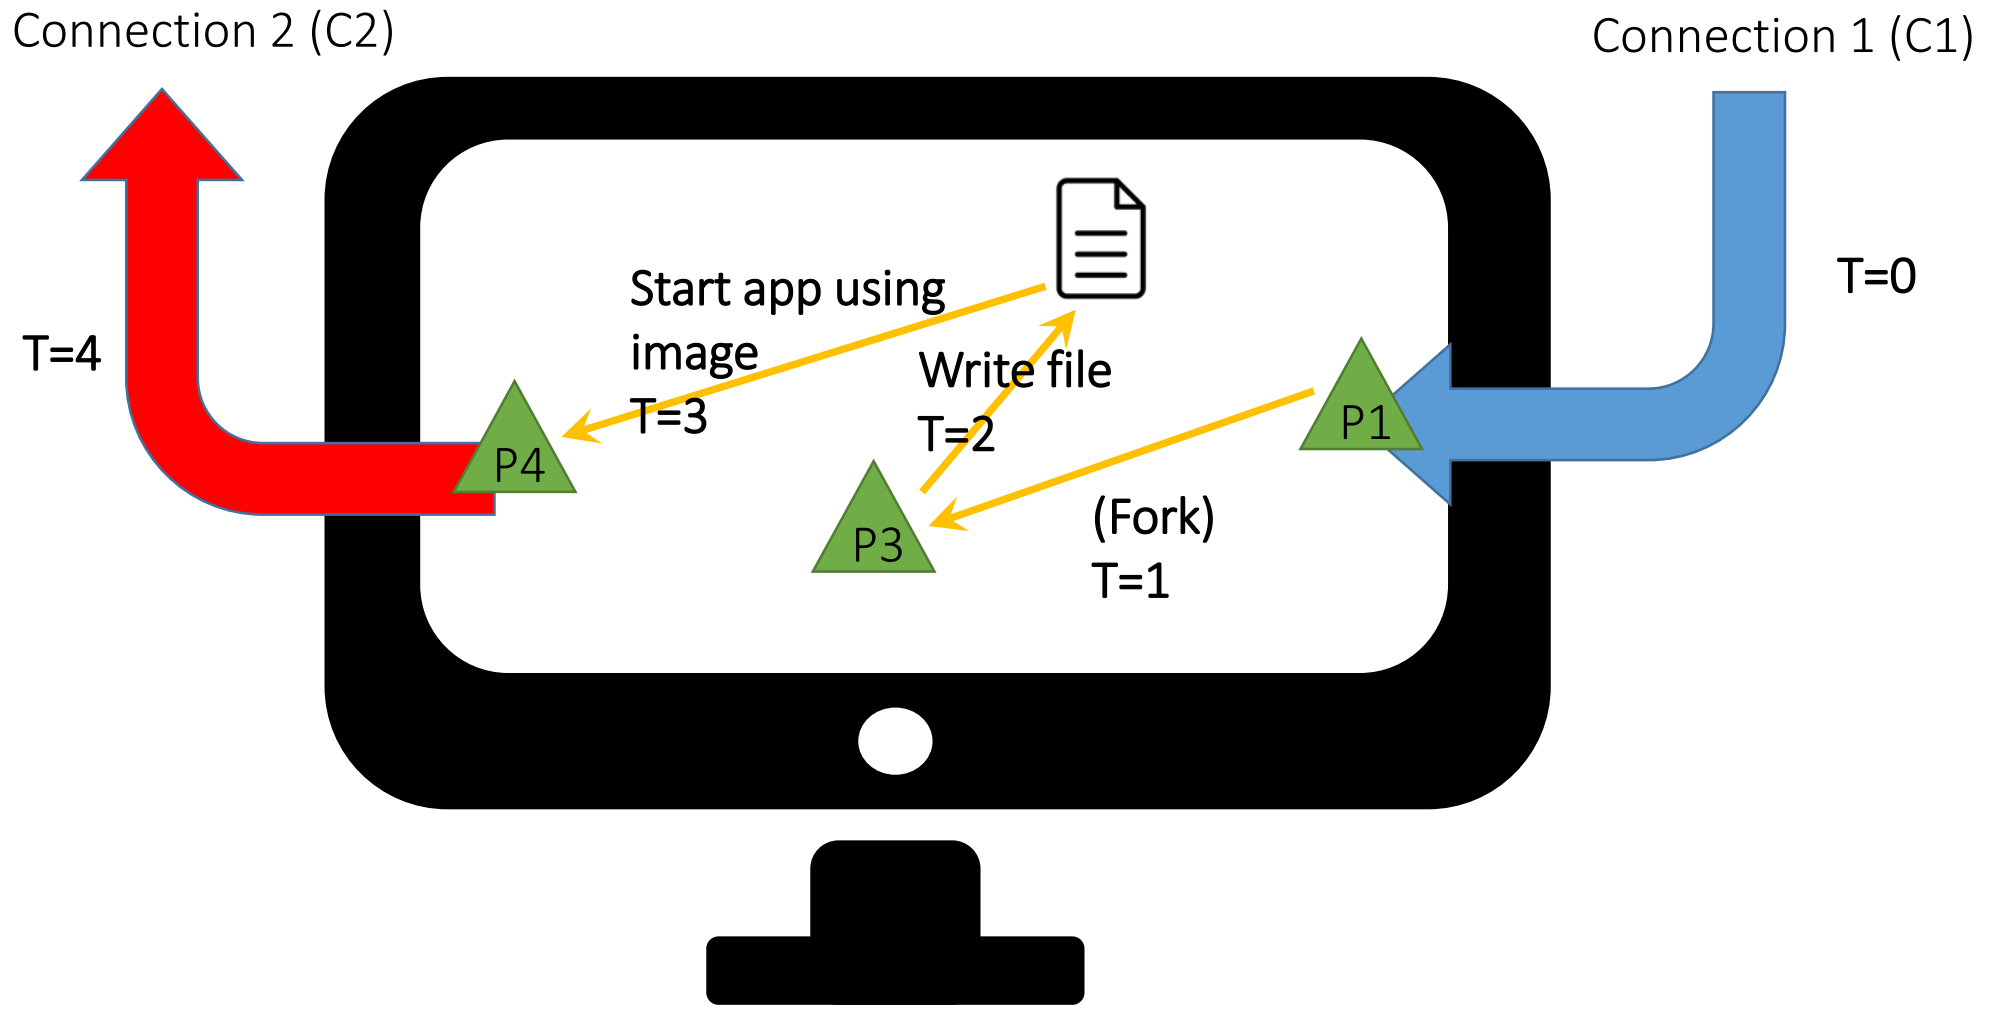 Connection 2 (C2)
Connection 1 (C1)
T=0
Start app using
image
T=3
T=4
Write file
T=2
P1
P4
P3
(Fork)
T=1